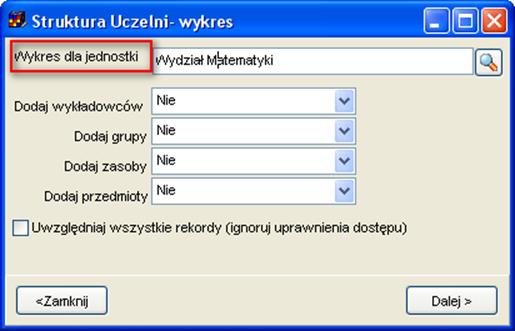 Struktura Uczelni- wykres
Wykres dla jednostki Wydział Matematyki
Dodaj wykładowców Nie
Dodaj grupy Nie
Dodaj zasoby Nie
Dodaj przedmioty Nie
Uwzględniaj wszystkie rekordy (ignoruj uprawnienia dostępu)
<Zamknij Dalej >